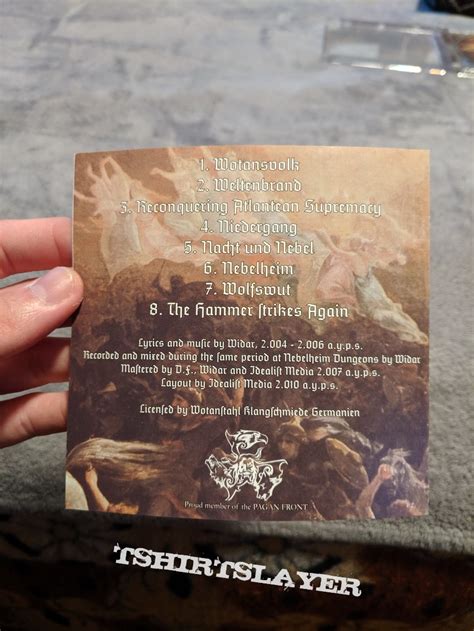 1. Wotansvolk
2. Weltenbrand
3. Reconquering Atlantean Supremacy
4. Niedergang
5. Nacht und Nebel
6. Nebelheim
7. Wolfswut
8. The Hammer ſtrikes Again
Lyrics and muſic by Widar, 2.004 - 2.006 a.y.p.s.
Recorded and mixed during the ſame period at Nebelheim Dungeons by Widar
Maſtered by D.F., Widar and Idealiſt Media 2.007 a.y.p.s.
Layout by Idealiſt Media 2.010 a.y.p.s.
Licenſed by Wotanſtahl Klangſchmiede Germanien
Proud member of the PAGAN FRONT
TSHIRTSLAYER